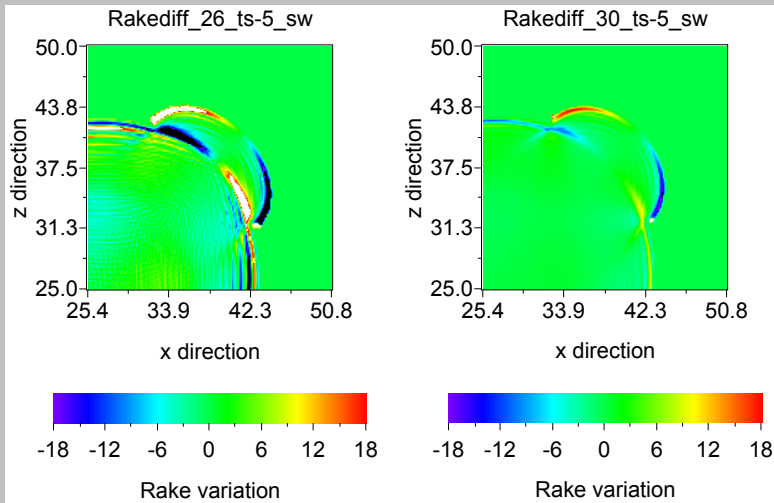 Rakediff_26_ts-5_sw
50.0
43.8
37.5
31.3
25.0
z direction
25.4 33.9 42.3 50.8
x direction
-18 -12 -6 0 6 12 18
Rake variation
Rakediff_30_ts-5_sw
50.0
43.8
37.5
31.3
25.0
z direction
25.4 33.9 42.3 50.8
x direction
-18 -12 -6 0 6 12 18
Rake variation